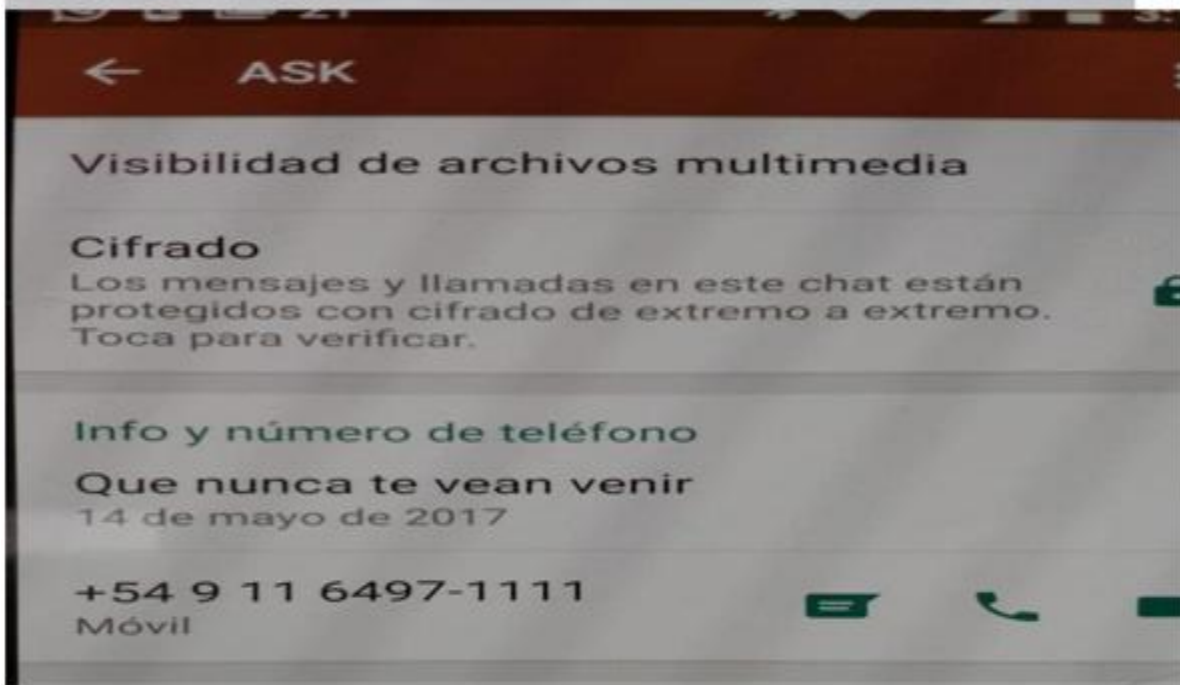 ASK
Visibilidad de archivos multimedia
Cifrado
Los mensajes y llamadas en este chat están
protegidos con cifrado de extremo a extremo.
Toca para verificar.
Info y número de teléfono
Que nunca te vean venir
14 de mayo de 2017
+54 9 11 6497-1111
Móvil